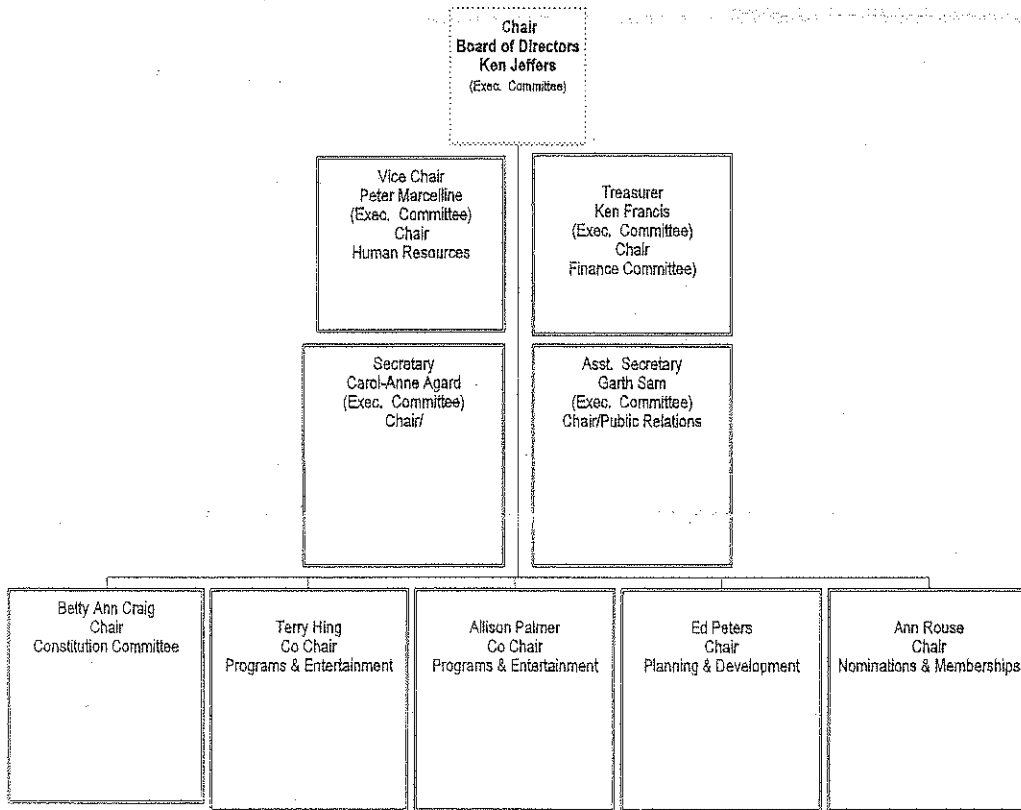 Chair
Board of Directors
Ken Jeffers
(Exec. Committee)
Vice Chair
Peter Marcelline
(Exec. Committee)
Chair
Human Resources
Treasurer
Ken Francis
(Exec. Committee)
Chair
Finance Committee)
Secretary
Carol-Anne Agard
(Exec. Committee)
Chair/
Asst. Secretary
Garth Sam
(Exec. Committee)
Chair/Public Relations
Betty Ann Craig
Chair
Constitution Committee
Terry Hing
Co Chair
Programs & Entertainment
Allison Palmer
Co Chair
Programs & Entertainment
Ed Peters
Chair
Planning & Development
Ann Rouse
Chair
Nominations & Memberships